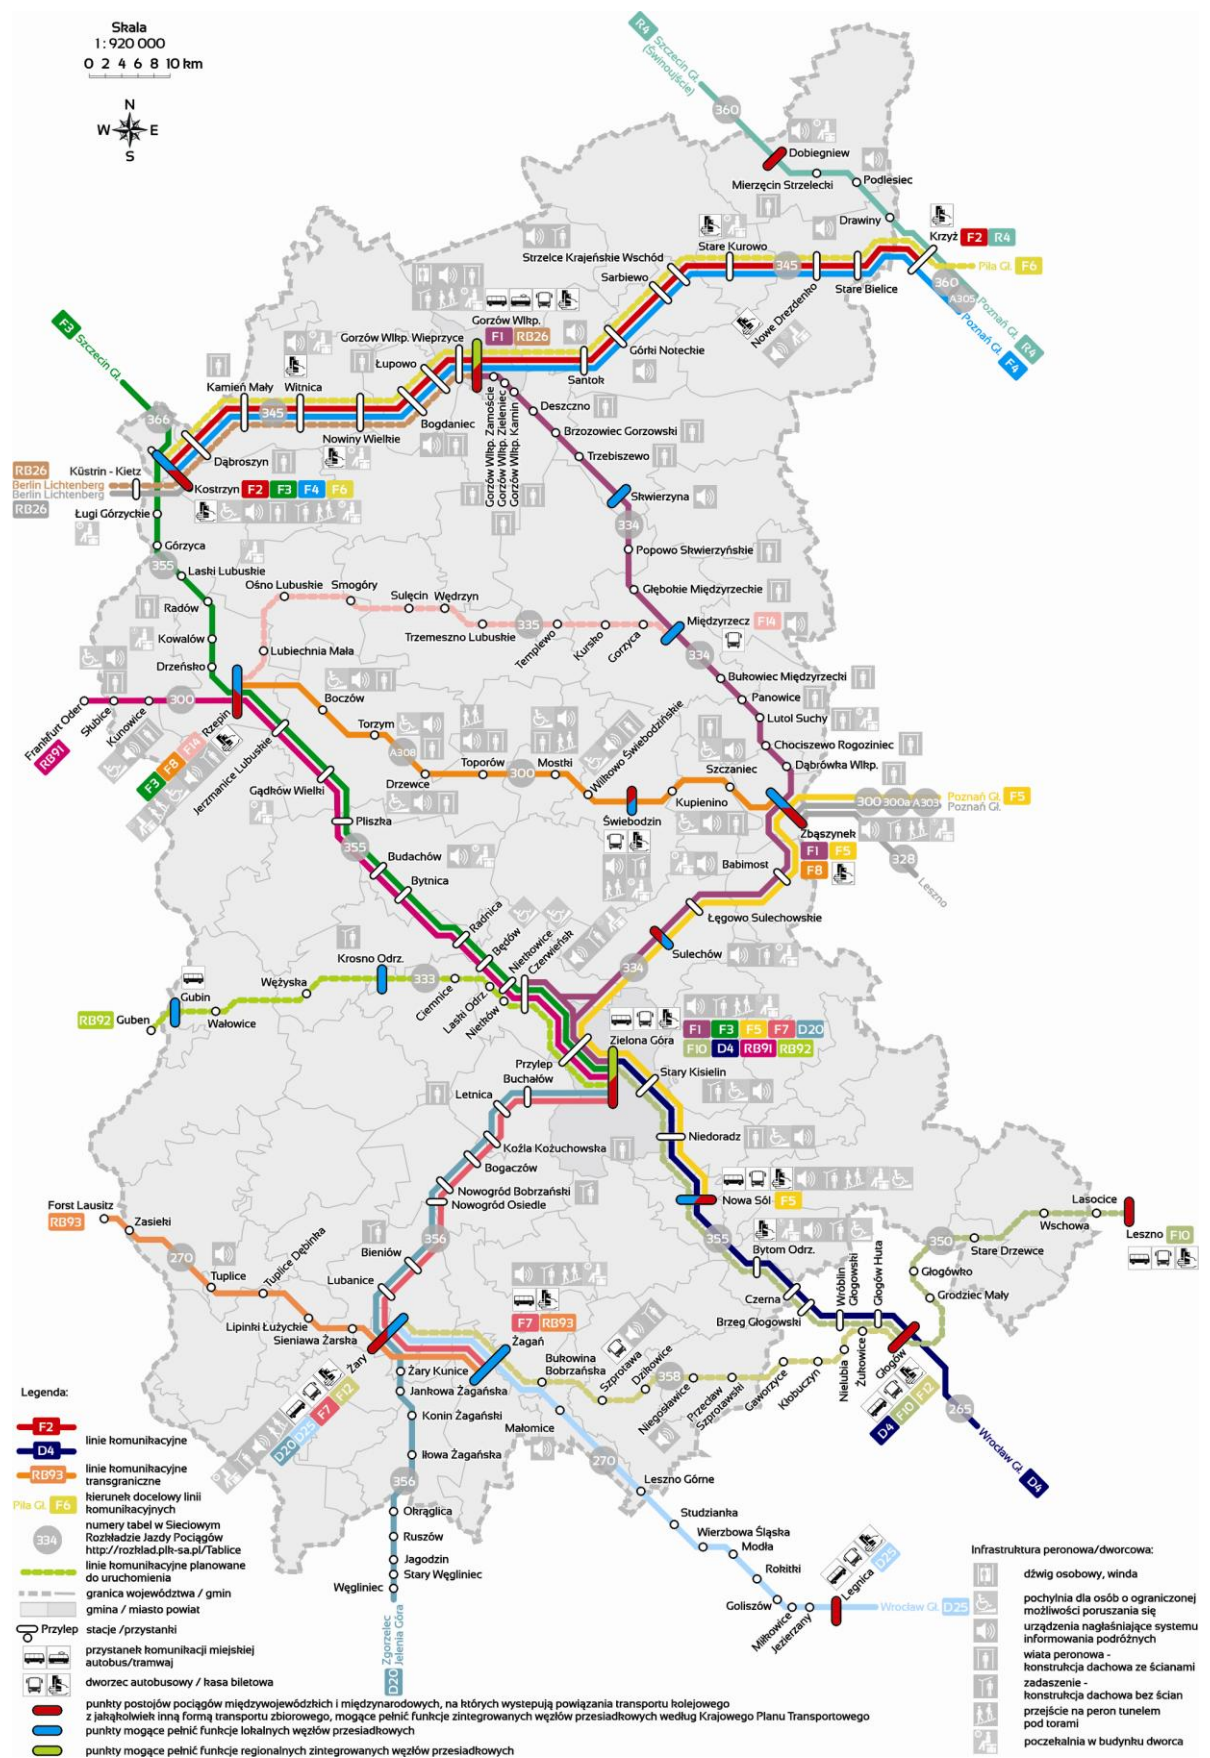 Skala
1: 920 000
0 2 4 6 8 10 km
N
W E
S
R4 Szczecin Gł.
(Świnoujście)
360
Dobiegniew
Mierzęcin Strzelecki
Podlesiec
Drawiny
Krzyż F2 R4
Piła Gł. F6
360
A305
Poznań Gł. R4
Poznań Gł. F4
Stare Kurowo
Strzelce Krajeńskie Wschód
Sarbiewo
345
Nowe Drezdenko
Stare Bielice
Górki Noteckie
Santok
Gorzów Wlkp.
F1 RB26
Gorzów Wlkp. Wieprzyce
Łupowo
Bogdaniec
Kamień Mały
Witnica
345
Nowiny Wielkie
F3 Szczecin Gł.
366
Dąbroszyn
RB26
Küstrin - Kietz
Berlin Lichtenberg
Berlin Lichtenberg
RB26
Kostrzyn F2 F3 F4 F6
Gorzów Wlkp. Zamoście
Gorzów Wlkp. Zieleniec
Gorzów Wlkp. Karnin
Deszczno
Brzozowiec Gorzowski
Trzebiszewo
Skwierzyna
334
Popowo Skwierzyńskie
Głębokie Międzyrzeckie
Międzyrzecz F14
334
Bukowiec Międzyrzecki
Panowice
Lutol Suchy
Chociszewo Rogoziniec
Dąbrówka Wlkp.
Ługi Górzyckie
Górzyca
355
Laski Lubuskie
Radów
Kowalów
Drzeńsko
Ośno Lubuskie
Smogóry
Sulęcin
Wędrzyn
Trzemeszno Lubuskie
335
Templewo
Kursko
Gorzyca
Lubiechnia Mała
300
Frankfurt Oder
RB91
Słubice
Kunowice
Rzepin
F3 F8 F14
Jerzmanice Lubuskie
Boczów
Torzym
A308
Drzewce
Toporów
300
Mostki
Wilkowo Świebodzińskie
Świebodzin
Kupienino
Szczaniec
Zbąszynek
F1 F5
F8
300 300a A303
Poznań Gł. F5
Poznań Gł.
328
Leszno
Gądków Wielki
Pliszka
355
Budachów
Bytnica
Radnica
Będów
Nietkowice
Czerwieńsk
Babimost
Łęgowo Sulechowskie
Sulechów
334
Krosno Odrz.
333
Wężyska
Gubin
RB92 Guben
Wałowice
Ciemnice
Laski Odrz.
Nietków
Zielona Góra
F1 F3 F5 F7 D20
F10 D4 RB91 RB92
Przylep
Buchałów
Letnica
Stary Kisielin
Niedoradz
Koźla Kożuchowska
Bogaczów
Nowogród Bobrzański
Nowogród Osiedle
356
Nowa Sól F5
355
Bytom Odrz.
Czerna
Brzeg Głogowski
Wróblin Głogowski
Głogów Huta
350
Głogówko
Grodziec Mały
Stare Drzewce
Wschowa
Lasocice
Leszno F10
Forst Lausitz
RB93
Zasieki
270
Tuplice
Tuplice Dębinka
Lipinki Łużyckie
Sieniawa Żarska
Bieniów
Lubanice
F7 RB93
Żagań
Żary
D20 D25 F7 F12
Bukowina
Bobrzańska
Szprotawa
Dzikowice
358
Niegosławice
Przecław
Szprotawski
Gaworzyce
Kłobuczyn
Nielubia
Żukowice
Głogów
D4 F10 F12
265
Wrocław Gł. D4
Żary Kunice
Jankowa Żagańska
Konin Żagański
Iłowa Żagańska
356
Okrąglica
Ruszów
Jagodzin
Stary Węgliniec
Węgliniec
Zgorzelec
Jelenia Góra
D20
Małomice
270
Leszno Górne
Studzianka
Wierzbowa Śląska
Modła
Rokitki
Goliszów
Miłkowice
Jezierzany
Legnica D25
Wrocław Gł. D25
Legenda:
F2
D4
linie komunikacyjne
RB93
linie komunikacyjne
transgraniczne
Piła Gł. F6
kierunek docelowy linii
komunikacyjnych
334
numery tabel w Sieciowym
Rozkładzie Jazdy Pociągów
http://rozklad.plk-sa.pl/Tablice
linie komunikacyjne planowane
do uruchomienia
granica województwa / gmin
gmina / miasto powiat
Przylep stacje /przystanki
przystanek komunikacji miejskiej
autobus/tramwaj
dworzec autobusowy / kasa biletowa
punkty postojów pociągów międzywojewódzkich i międzynarodowych, na których występują powiązania transportu kolejowego
z jakąkolwiek inną formą transportu zbiorowego, mogące pełnić funkcje zintegrowanych węzłów przesiadkowych według Krajowego Planu Transportowego
punkty mogące pełnić funkcje lokalnych węzłów przesiadkowych
punkty mogące pełnić funkcje regionalnych zintegrowanych węzłów przesiadkowych
Infrastruktura peronowa/dworcowa:
dźwig osobowy, winda
pochylnia dla osób o ograniczonej
możliwości poruszania się
urządzenia nagłaśniające systemu
informowania podróżnych
wiata peronowa -
konstrukcja dachowa ze ścianami
zadaszenie -
konstrukcja dachowa bez ścian
przejście na peron tunelem
pod torami
poczekalnia w budynku dworca